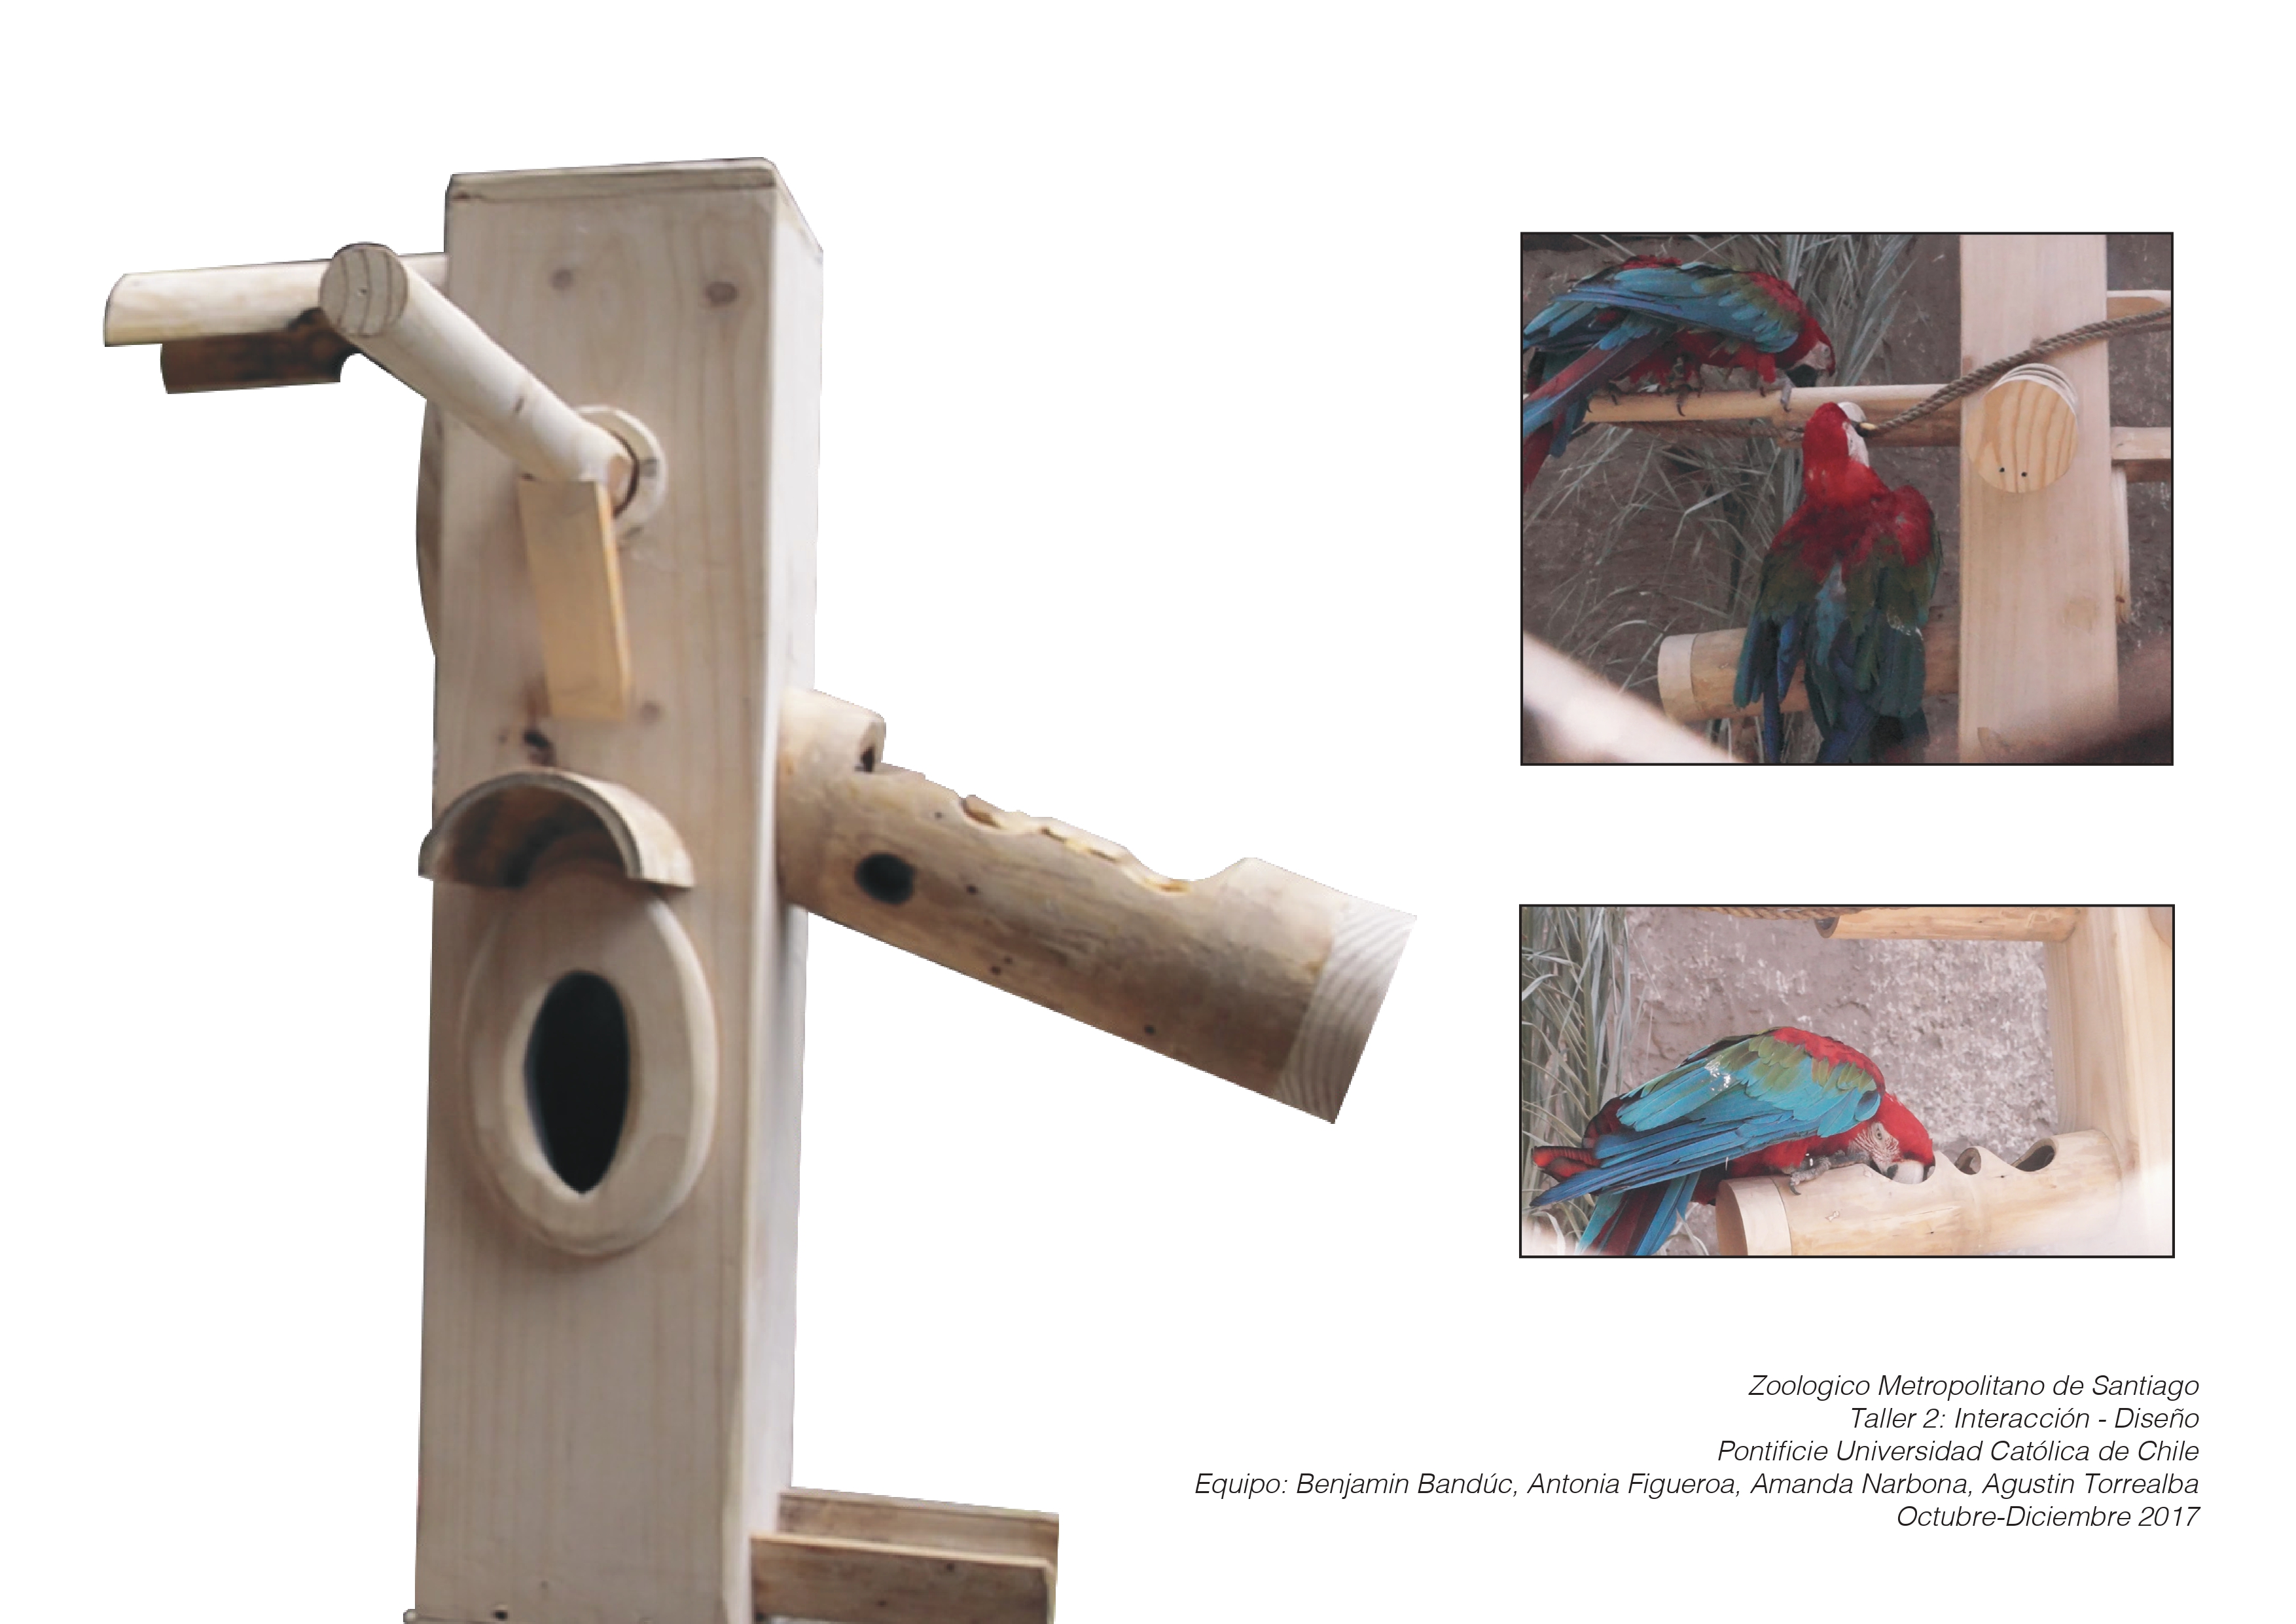 Zoologico Metropolitano de Santiago
Taller 2: Interacción - Diseño
Pontificie Universidad Católica de Chile
Equipo: Benjamin Bandúc, Antonia Figueroa, Amanda Narbona, Agustin Torrealba
Octubre-Diciembre 2017